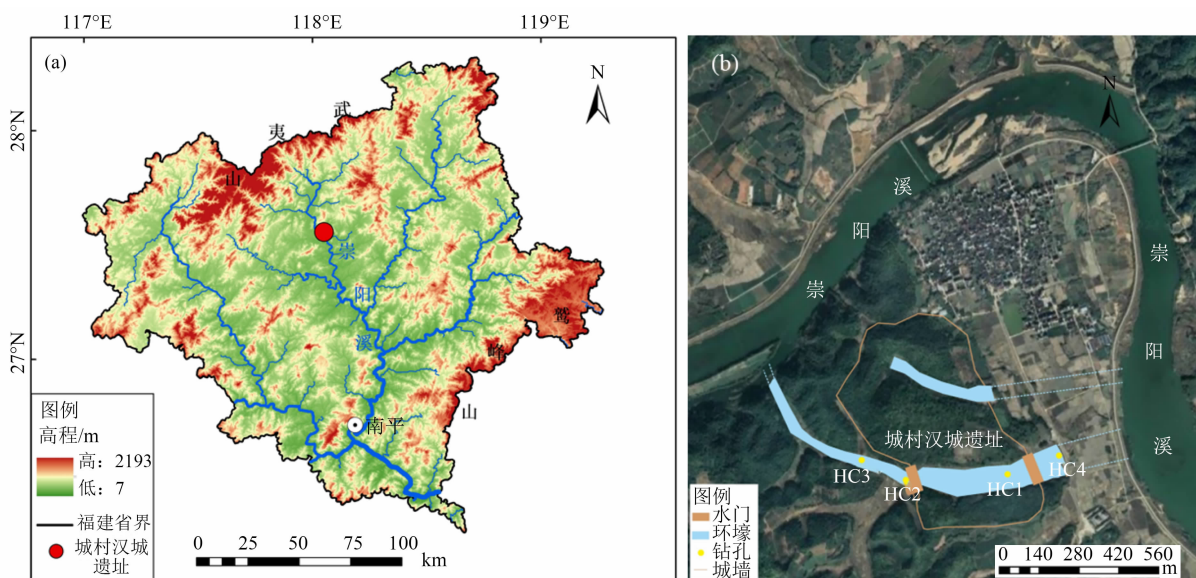 117°E
118°E
119°E
(a)
N
28°N
27°N
武
夷
山
崇
阳
溪
鹫
峰
山
南平
图例
高程/m
高：2193
低：7
福建省界
城村汉城
遗址
0 25 50 75 100
km
(b)
N
崇
阳
溪
崇
阳
溪
城村汉城遗址
HC3
HC2
HC1
HC4
图例
水门
环壕
钻孔
城墙
0 140 280 420 560
m